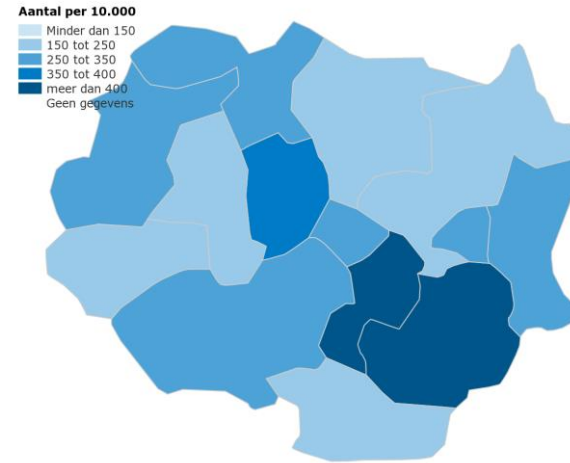 Aantal per 10.000
Minder dan 150
150 tot 250
250 tot 350
350 tot 400
meer dan 400
Geen gegevens